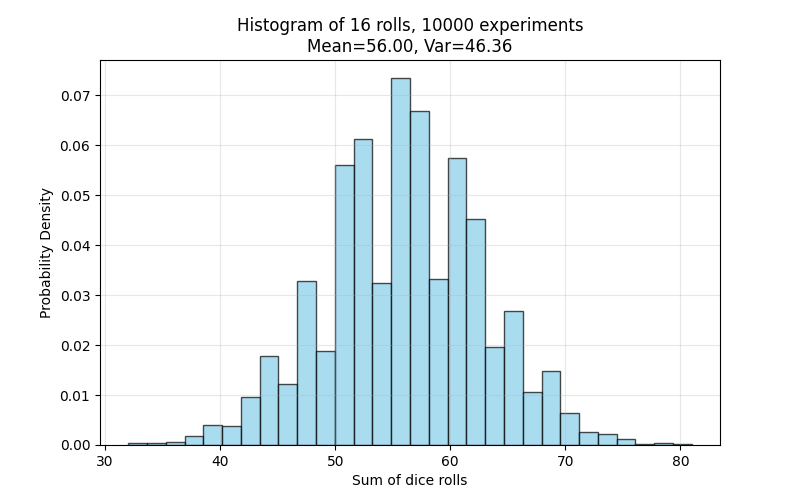 Histogram of 16 rolls, 10000 experiments
Mean=56.00, Var=46.36
Probability Density
0.07
0.06
0.05
0.04
0.03
0.02
0.01
0.00
30 40 50 60 70 80
Sum of dice rolls